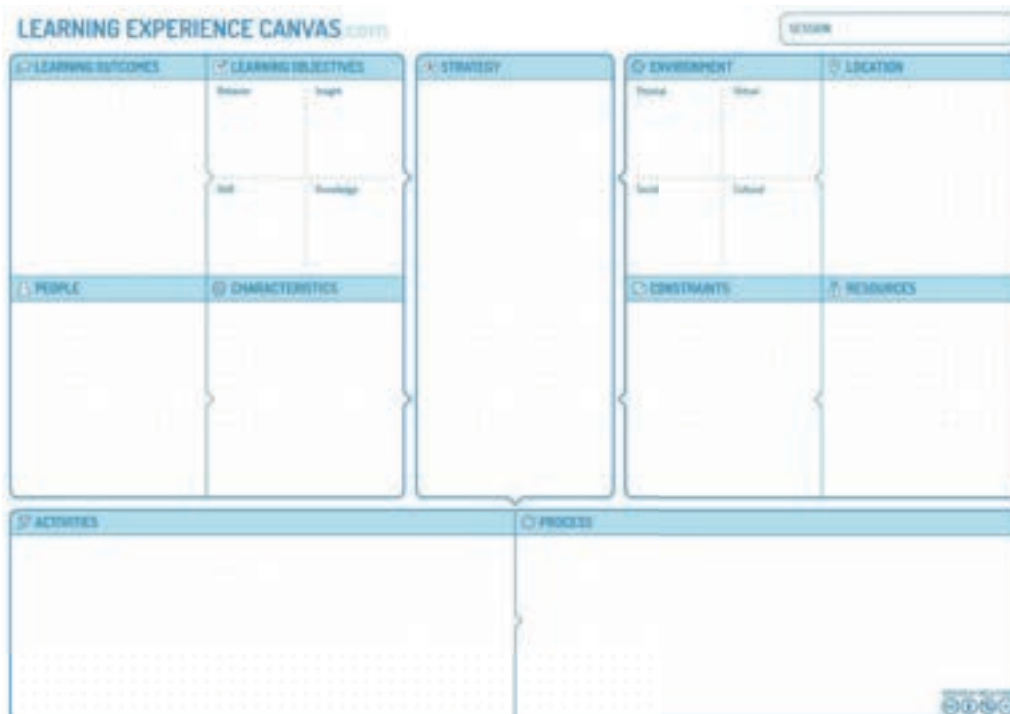 LEARNING EXPERIENCE CANVAS.com
SESSION
LEARNING OUTCOMES
LEARNING OBJECTIVES
STRATEGY
ENVIRONMENT
LOCATION
Behavior
Insight
Physical
Virtual
Skill
Knowledge
Social
Cultural
PEOPLE
CHARACTERISTICS
CONSTRAINTS
RESOURCES
ACTIVITIES
PROCESS